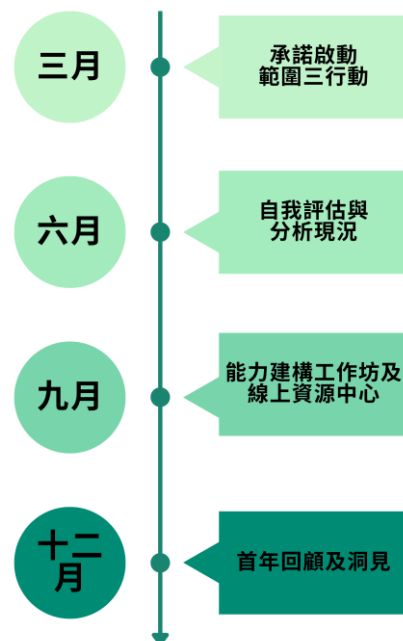 三月
承諾啟動
範圍三行動
六月
自我評估與
分析現況
九月
能力建構工作坊及
線上資源中心
十二
月
首年回顧及洞見